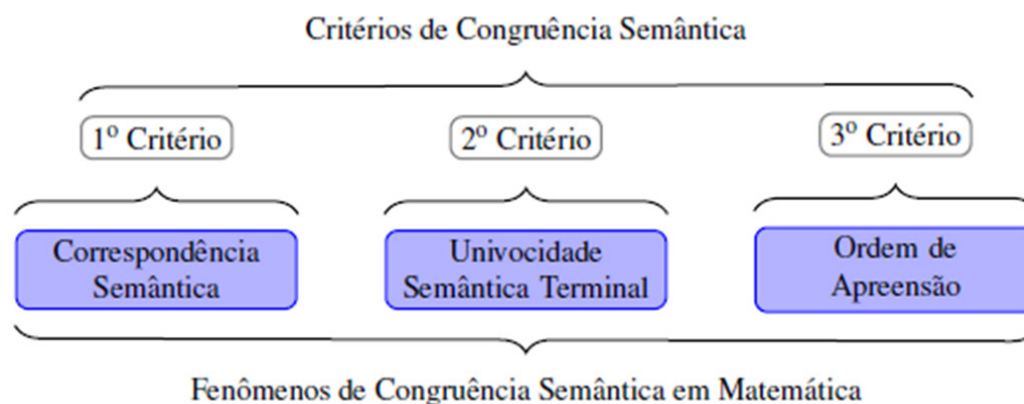 Critérios de Congruência Semântica
1º Critério
2º Critério
3º Critério
Correspondência
Semântica
Univocidade
Semântica Terminal
Ordem de
Apreensão
Fenômenos de Congruência Semântica em Matemática